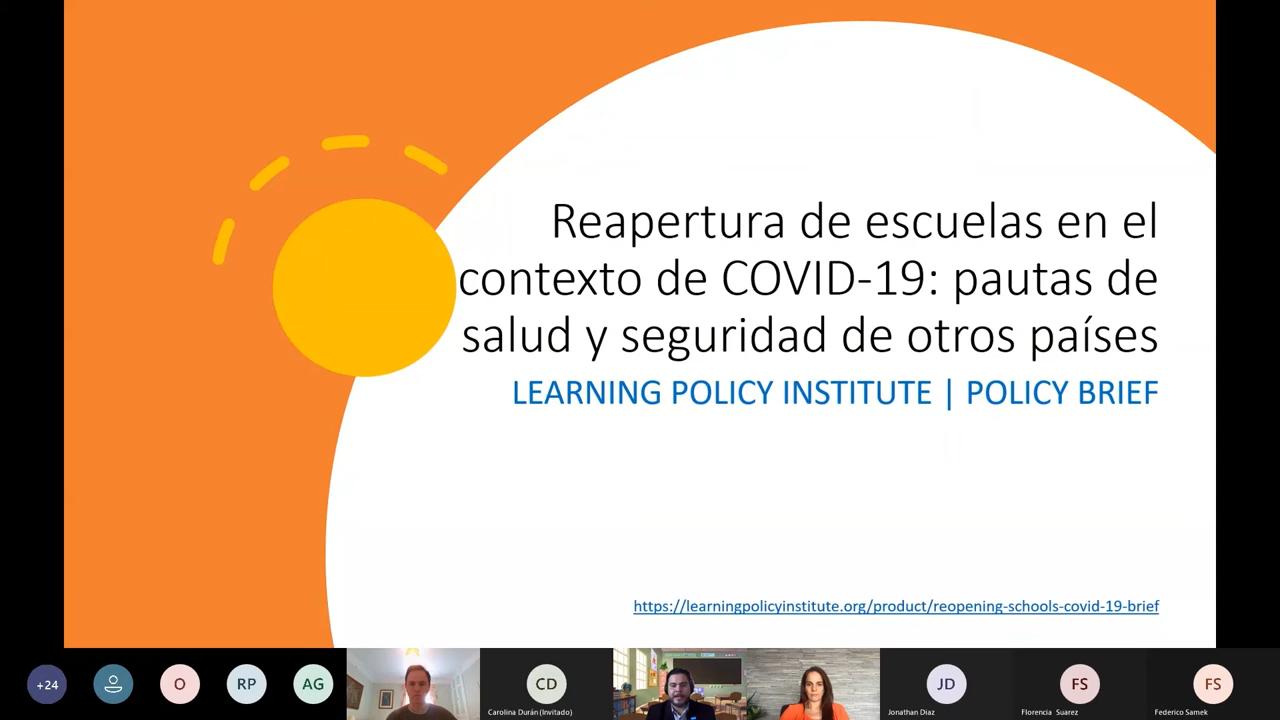 Reapertura de escuelas en el
contexto de COVID-19: pautas de
salud y seguridad de otros países
LEARNING POLICY INSTITUTE | POLICY BRIEF
https://learningpolicyinstitute.org/product/reopening-schools-covid-19-brief
+24
O
RP
AG
CD
Carolina Durán (Invitado)
JD
Jonathan Diaz
FS
Florencia Suarez
FS
Federico Samek